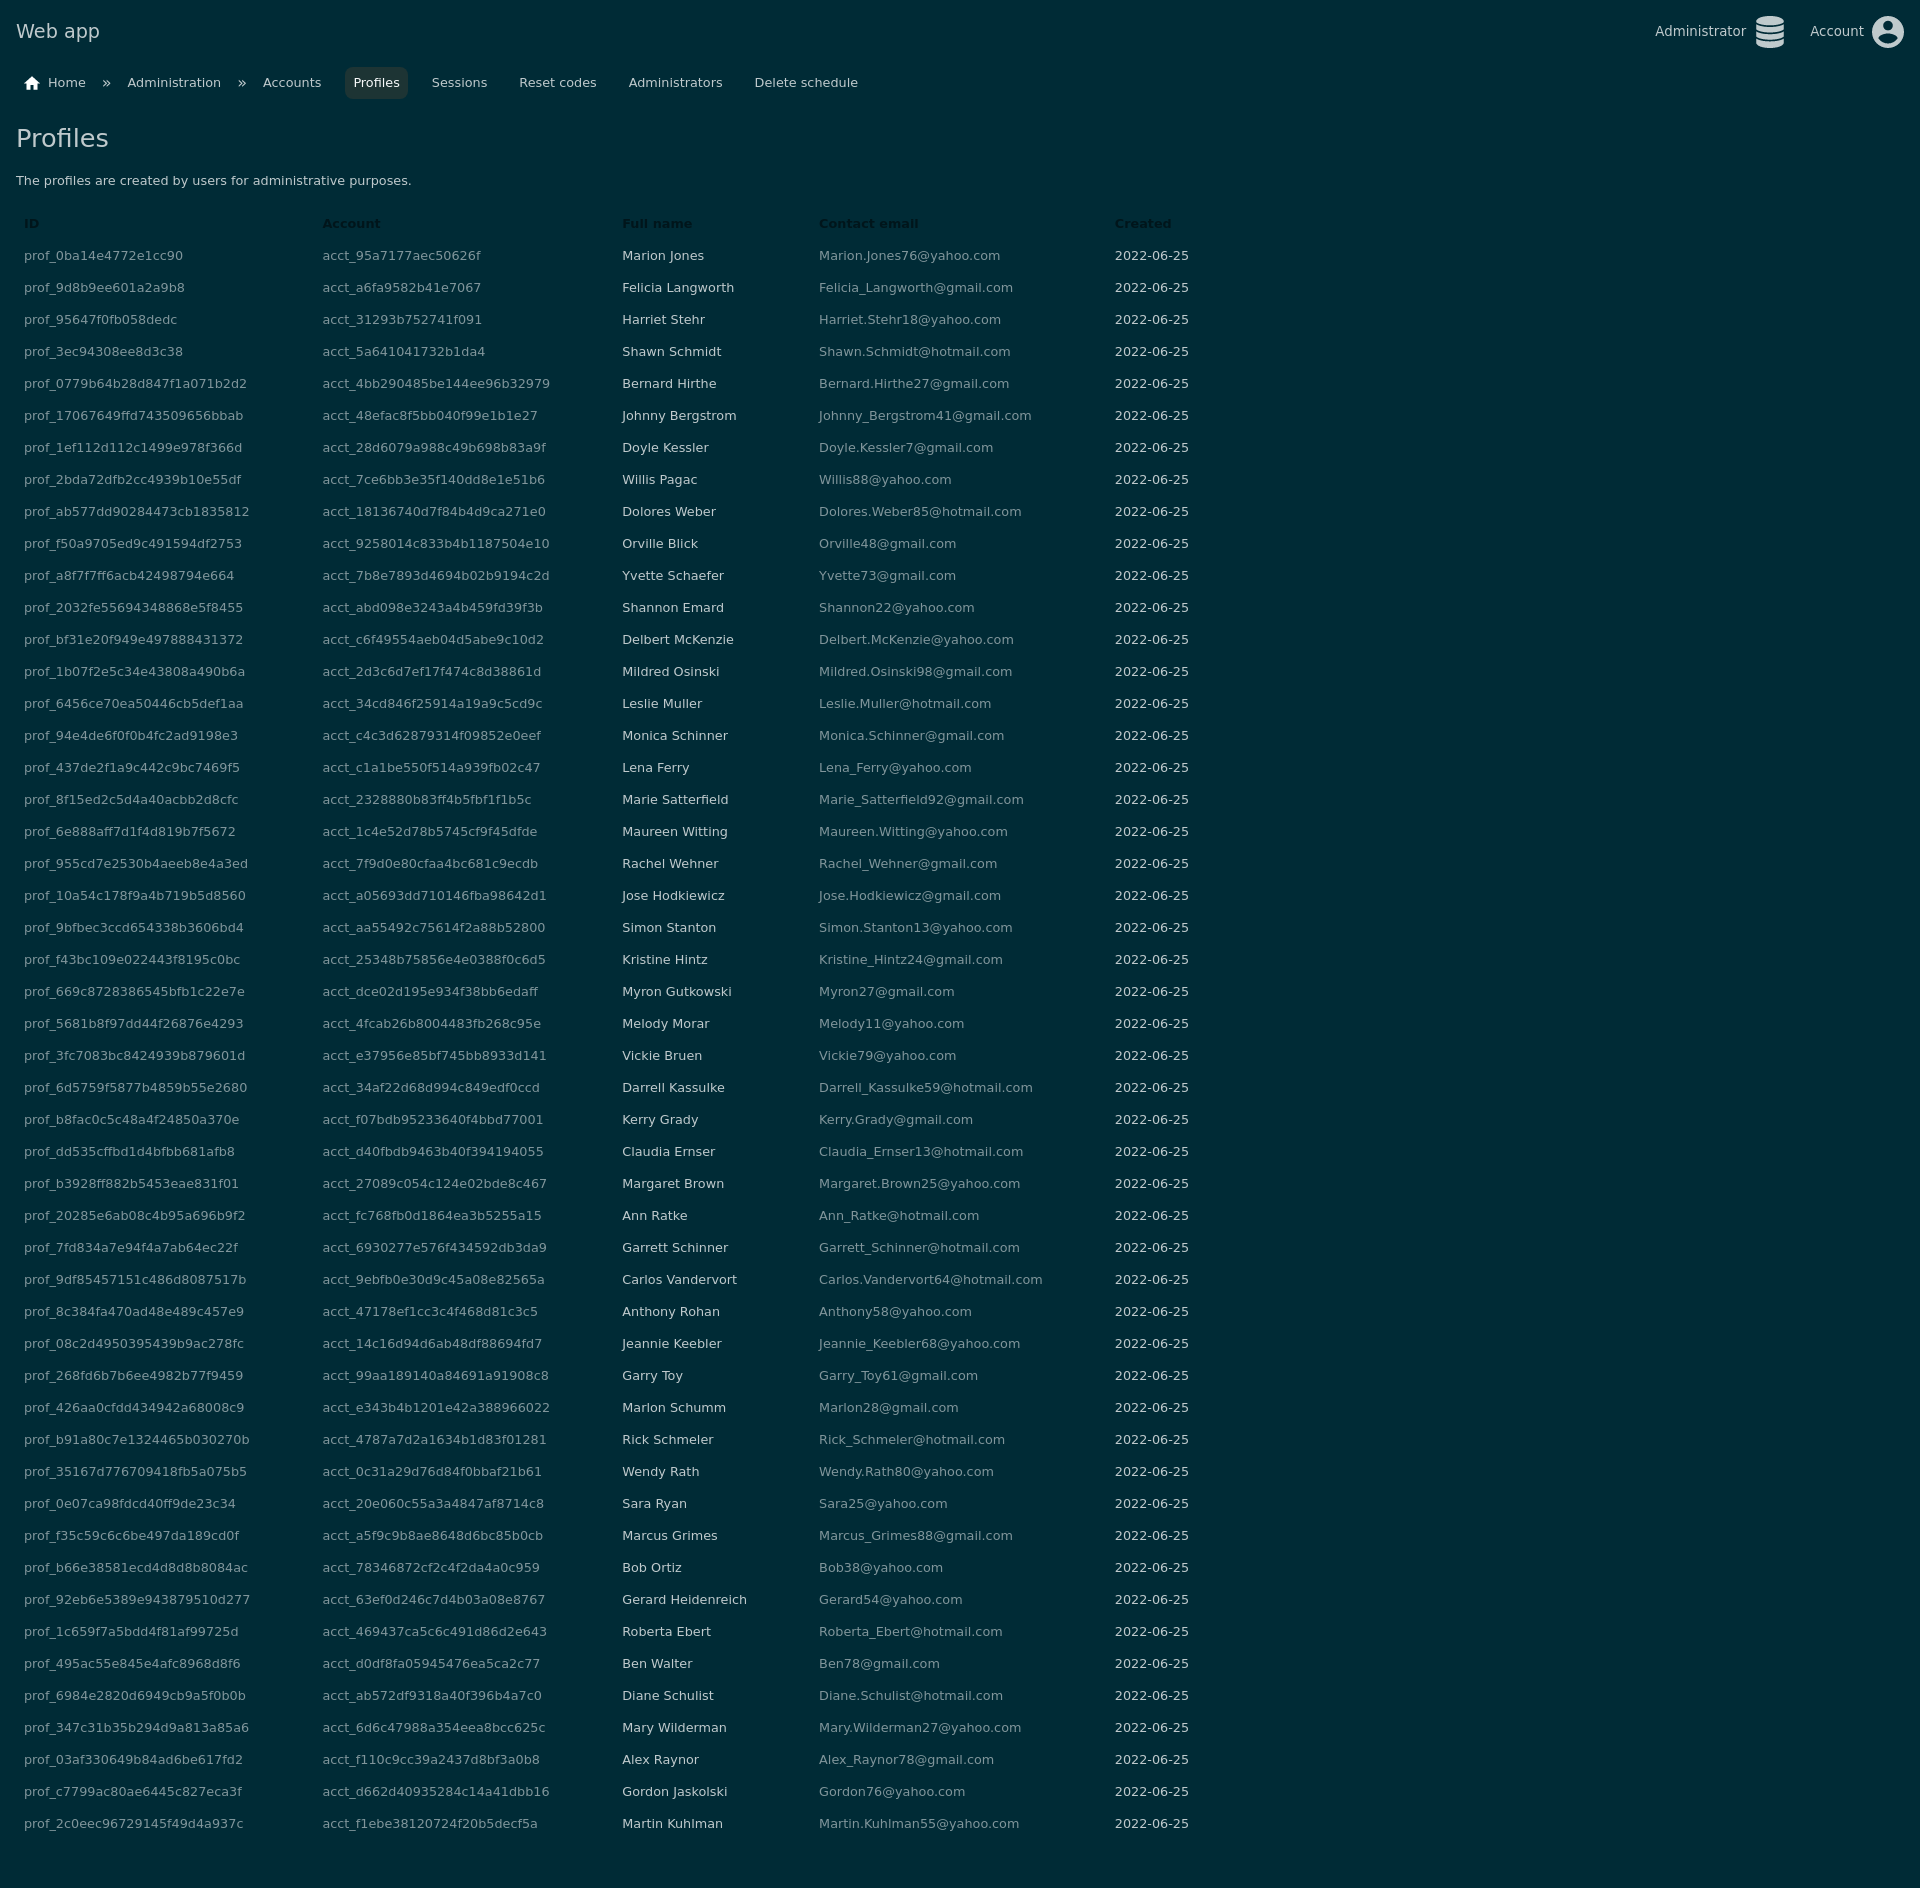 Web app Administrator Account
Home » Administration » Accounts Profiles Sessions Reset codes Administrators Delete schedule
Profiles
The profiles are created by users for administrative purposes.
ID Account Full name Contact email Created
prof_0ba14e4772e1cc90 acct_95a7177aec50626f Marion Jones Marion.Jones76@yahoo.com 2022-06-25
prof_9d8b9ee601a2a9b8 acct_a6fa9582b41e7067 Felicia Langworth Felicia_Langworth@gmail.com 2022-06-25
prof_95647f0fb058dedc acct_31293b752741f091 Harriet Stehr Harriet.Stehr18@yahoo.com 2022-06-25
prof_3ec94308ee8d3c38 acct_5a641041732b1da4 Shawn Schmidt Shawn.Schmidt@hotmail.com 2022-06-25
prof_0779b64b28d847f1a071b2d2 acct_4bb290485be144ee96b32979 Bernard Hirthe Bernard.Hirthe27@gmail.com 2022-06-25
prof_17067649ffd743509656bbab acct_48efac8f5bb040f99e1b1e27 Johnny Bergstrom Johnny_Bergstrom41@gmail.com 2022-06-25
prof_1ef112d112c1499e978f366d acct_28d6079a988c49b698b83a9f Doyle Kessler Doyle.Kessler7@gmail.com 2022-06-25
prof_2bda72dfb2cc4939b10e55df acct_7ce6bb3e35f140dd8e1e51b6 Willis Pagac Willis88@yahoo.com 2022-06-25
prof_ab577dd90284473cb1835812 acct_18136740d7f84b4d9ca271e0 Dolores Weber Dolores.Weber85@hotmail.com 2022-06-25
prof_f50a9705ed9c491594df2753 acct_9258014c833b4b1187504e10 Orville Blick Orville48@gmail.com 2022-06-25
prof_a8f7f7ff6acb42498794e664 acct_7b8e7893d4694b02b9194c2d Yvette Schaefer Yvette73@gmail.com 2022-06-25
prof_2032fe55694348868e5f8455 acct_abd098e3243a4b459fd39f3b Shannon Emard Shannon22@yahoo.com 2022-06-25
prof_bf31e20f949e497888431372 acct_c6f49554aeb04d5abe9c10d2 Delbert McKenzie Delbert.McKenzie@yahoo.com 2022-06-25
prof_1b07f2e5c34e43808a490b6a acct_2d3c6d7ef17f474c8d38861d Mildred Osinski Mildred.Osinski98@gmail.com 2022-06-25
prof_6456ce70ea50446cb5def1aa acct_34cd846f25914a19a9c5cd9c Leslie Muller Leslie.Muller@hotmail.com 2022-06-25
prof_94e4de6f0f0b4fc2ad9198e3 acct_c4c3d62879314f09852e0eef Monica Schinner Monica.Schinner@gmail.com 2022-06-25
prof_437de2f1a9c442c9bc7469f5 acct_c1a1be550f514a939fb02c47 Lena Ferry Lena_Ferry@yahoo.com 2022-06-25
prof_8f15ed2c5d4a40acbb2d8cfc acct_2328880b83ff4b5fbf1f1b5c Marie Satterfield Marie_Satterfield92@gmail.com 2022-06-25
prof_6e888aff7d1f4d819b7f5672 acct_1c4e52d78b5745cf9f45dfde Maureen Witting Maureen.Witting@yahoo.com 2022-06-25
prof_955cd7e2530b4aeeb8e4a3ed acct_7f9d0e80cfaa4bc681c9ecdb Rachel Wehner Rachel_Wehner@gmail.com 2022-06-25
prof_10a54c178f9a4b719b5d8560 acct_a05693dd710146fba98642d1 Jose Hodkiewicz Jose.Hodkiewicz@gmail.com 2022-06-25
prof_9bfbec3ccd654338b3606bd4 acct_aa55492c75614f2a88b52800 Simon Stanton Simon.Stanton13@yahoo.com 2022-06-25
prof_f43bc109e022443f8195c0bc acct_25348b75856e4e0388f0c6d5 Kristine Hintz Kristine_Hintz24@gmail.com 2022-06-25
prof_669c8728386545bfb1c22e7e acct_dce02d195e934f38bb6edaff Myron Gutkowski Myron27@gmail.com 2022-06-25
prof_5681b8f97dd44f26876e4293 acct_4fcab26b8004483fb268c95e Melody Morar Melody11@yahoo.com 2022-06-25
prof_3fc7083bc8424939b879601d acct_e37956e85bf745bb8933d141 Vickie Bruen Vickie79@yahoo.com 2022-06-25
prof_6d5759f5877b4859b55e2680 acct_34af22d68d994c849edf0ccd Darrell Kassulke Darrell_Kassulke59@hotmail.com 2022-06-25
prof_b8fac0c5c48a4f24850a370e acct_f07bdb95233640f4bbd77001 Kerry Grady Kerry.Grady@gmail.com 2022-06-25
prof_dd535cffbd1d4bfbb681afb8 acct_d40fbdb9463b40f394194055 Claudia Ernser Claudia_Ernser13@hotmail.com 2022-06-25
prof_b3928ff882b5453eae831f01 acct_27089c054c124e02bde8c467 Margaret Brown Margaret.Brown25@yahoo.com 2022-06-25
prof_20285e6ab08c4b95a696b9f2 acct_fc768fb0d1864ea3b5255a15 Ann Ratke Ann_Ratke@hotmail.com 2022-06-25
prof_7fd834a7e94f4a7ab64ec22f acct_6930277e576f434592db3da9 Garrett Schinner Garrett_Schinner@hotmail.com 2022-06-25
prof_9df85457151c486d8087517b acct_9ebfb0e30d9c45a08e82565a Carlos Vandervort Carlos.Vandervort64@hotmail.com 2022-06-25
prof_8c384fa470ad48e489c457e9 acct_47178ef1cc3c4f468d81c3c5 Anthony Rohan Anthony58@yahoo.com 2022-06-25
prof_08c2d4950395439b9ac278fc acct_14c16d94d6ab48df88694fd7 Jeannie Keebler Jeannie_Keebler68@yahoo.com 2022-06-25
prof_268fd6b7b6ee4982b77f9459 acct_99aa189140a84691a91908c8 Garry Toy Garry_Toy61@gmail.com 2022-06-25
prof_426aa0cfdd434942a68008c9 acct_e343b4b1201e42a388966022 Marlon Schumm Marlon28@gmail.com 2022-06-25
prof_b91a80c7e1324465b030270b acct_4787a7d2a1634b1d83f01281 Rick Schmeler Rick_Schmeler@hotmail.com 2022-06-25
prof_35167d776709418fb5a075b5 acct_0c31a29d76d84f0bbaf21b61 Wendy Rath Wendy.Rath80@yahoo.com 2022-06-25
prof_0e07ca98fdcd40ff9de23c34 acct_20e060c55a3a4847af8714c8 Sara Ryan Sara25@yahoo.com 2022-06-25
prof_f35c59c6c6be497da189cd0f acct_a5f9c9b8ae8648d6bc85b0cb Marcus Grimes Marcus_Grimes88@gmail.com 2022-06-25
prof_b66e38581ecd4d8d8b8084ac acct_78346872cf2c4f2da4a0c959 Bob Ortiz Bob38@yahoo.com 2022-06-25
prof_92eb6e5389e943879510d277 acct_63ef0d246c7d4b03a08e8767 Gerard Heidenreich Gerard54@yahoo.com 2022-06-25
prof_1c659f7a5bdd4f81af99725d acct_469437ca5c6c491d86d2e643 Roberta Ebert Roberta_Ebert@hotmail.com 2022-06-25
prof_495ac55e845e4afc8968d8f6 acct_d0df8fa05945476ea5ca2c77 Ben Walter Ben78@gmail.com 2022-06-25
prof_6984e2820d6949cb9a5f0b0b acct_ab572df9318a40f396b4a7c0 Diane Schulist Diane.Schulist@hotmail.com 2022-06-25
prof_347c31b35b294d9a813a85a6 acct_6d6c47988a354eea8bcc625c Mary Wilderman Mary.Wilderman27@yahoo.com 2022-06-25
prof_03af330649b84ad6be617fd2 acct_f110c9cc39a2437d8bf3a0b8 Alex Raynor Alex_Raynor78@gmail.com 2022-06-25
prof_c7799ac80ae6445c827eca3f acct_d662d40935284c14a41dbb16 Gordon Jaskolski Gordon76@yahoo.com 2022-06-25
prof_2c0eec96729145f49d4a937c acct_f1ebe38120724f20b5decf5a Martin Kuhlman Martin.Kuhlman55@yahoo.com 2022-06-25